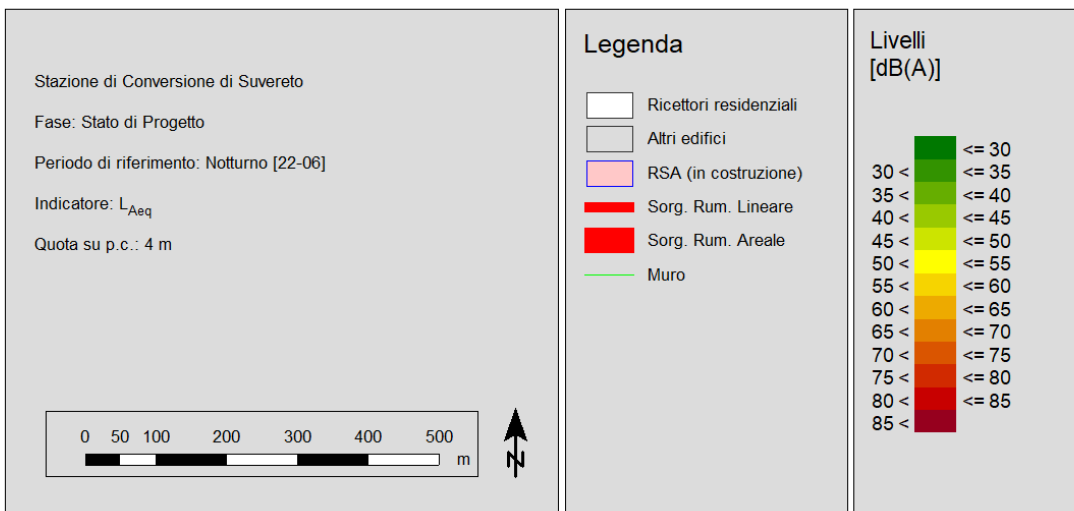 Stazione di Conversione di Suvereto
Fase: Stato di Progetto
Periodo di riferimento: Notturno [22-06]
Indicatore: LAeq
Quota su p.c.: 4 m
0 50 100 200 300 400 500
m
N
Legenda
Ricettori residenziali
Altri edifici
RSA (in costruzione)
Sorg. Rum. Lineare
Sorg. Rum. Areale
Muro
Livelli
[dB(A)]
<= 30
30 < <= 35
35 < <= 40
40 < <= 45
45 < <= 50
50 < <= 55
55 < <= 60
60 < <= 65
65 < <= 70
70 < <= 75
75 < <= 80
80 < <= 85
85 <